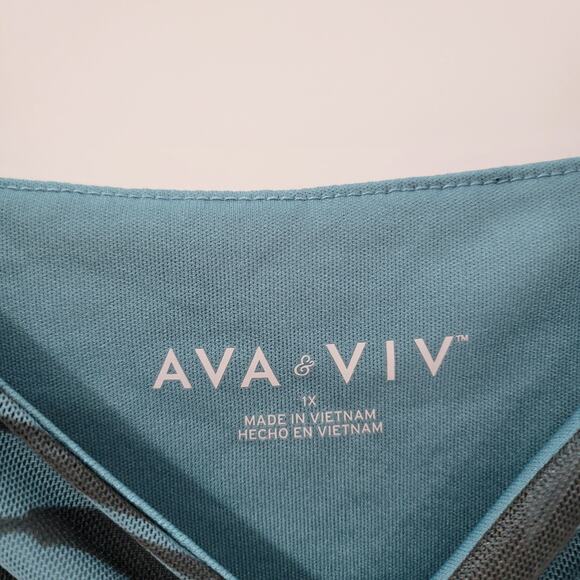 AVA & VIV™
1X
MADE IN VIETNAM
HECHO EN VIETNAM